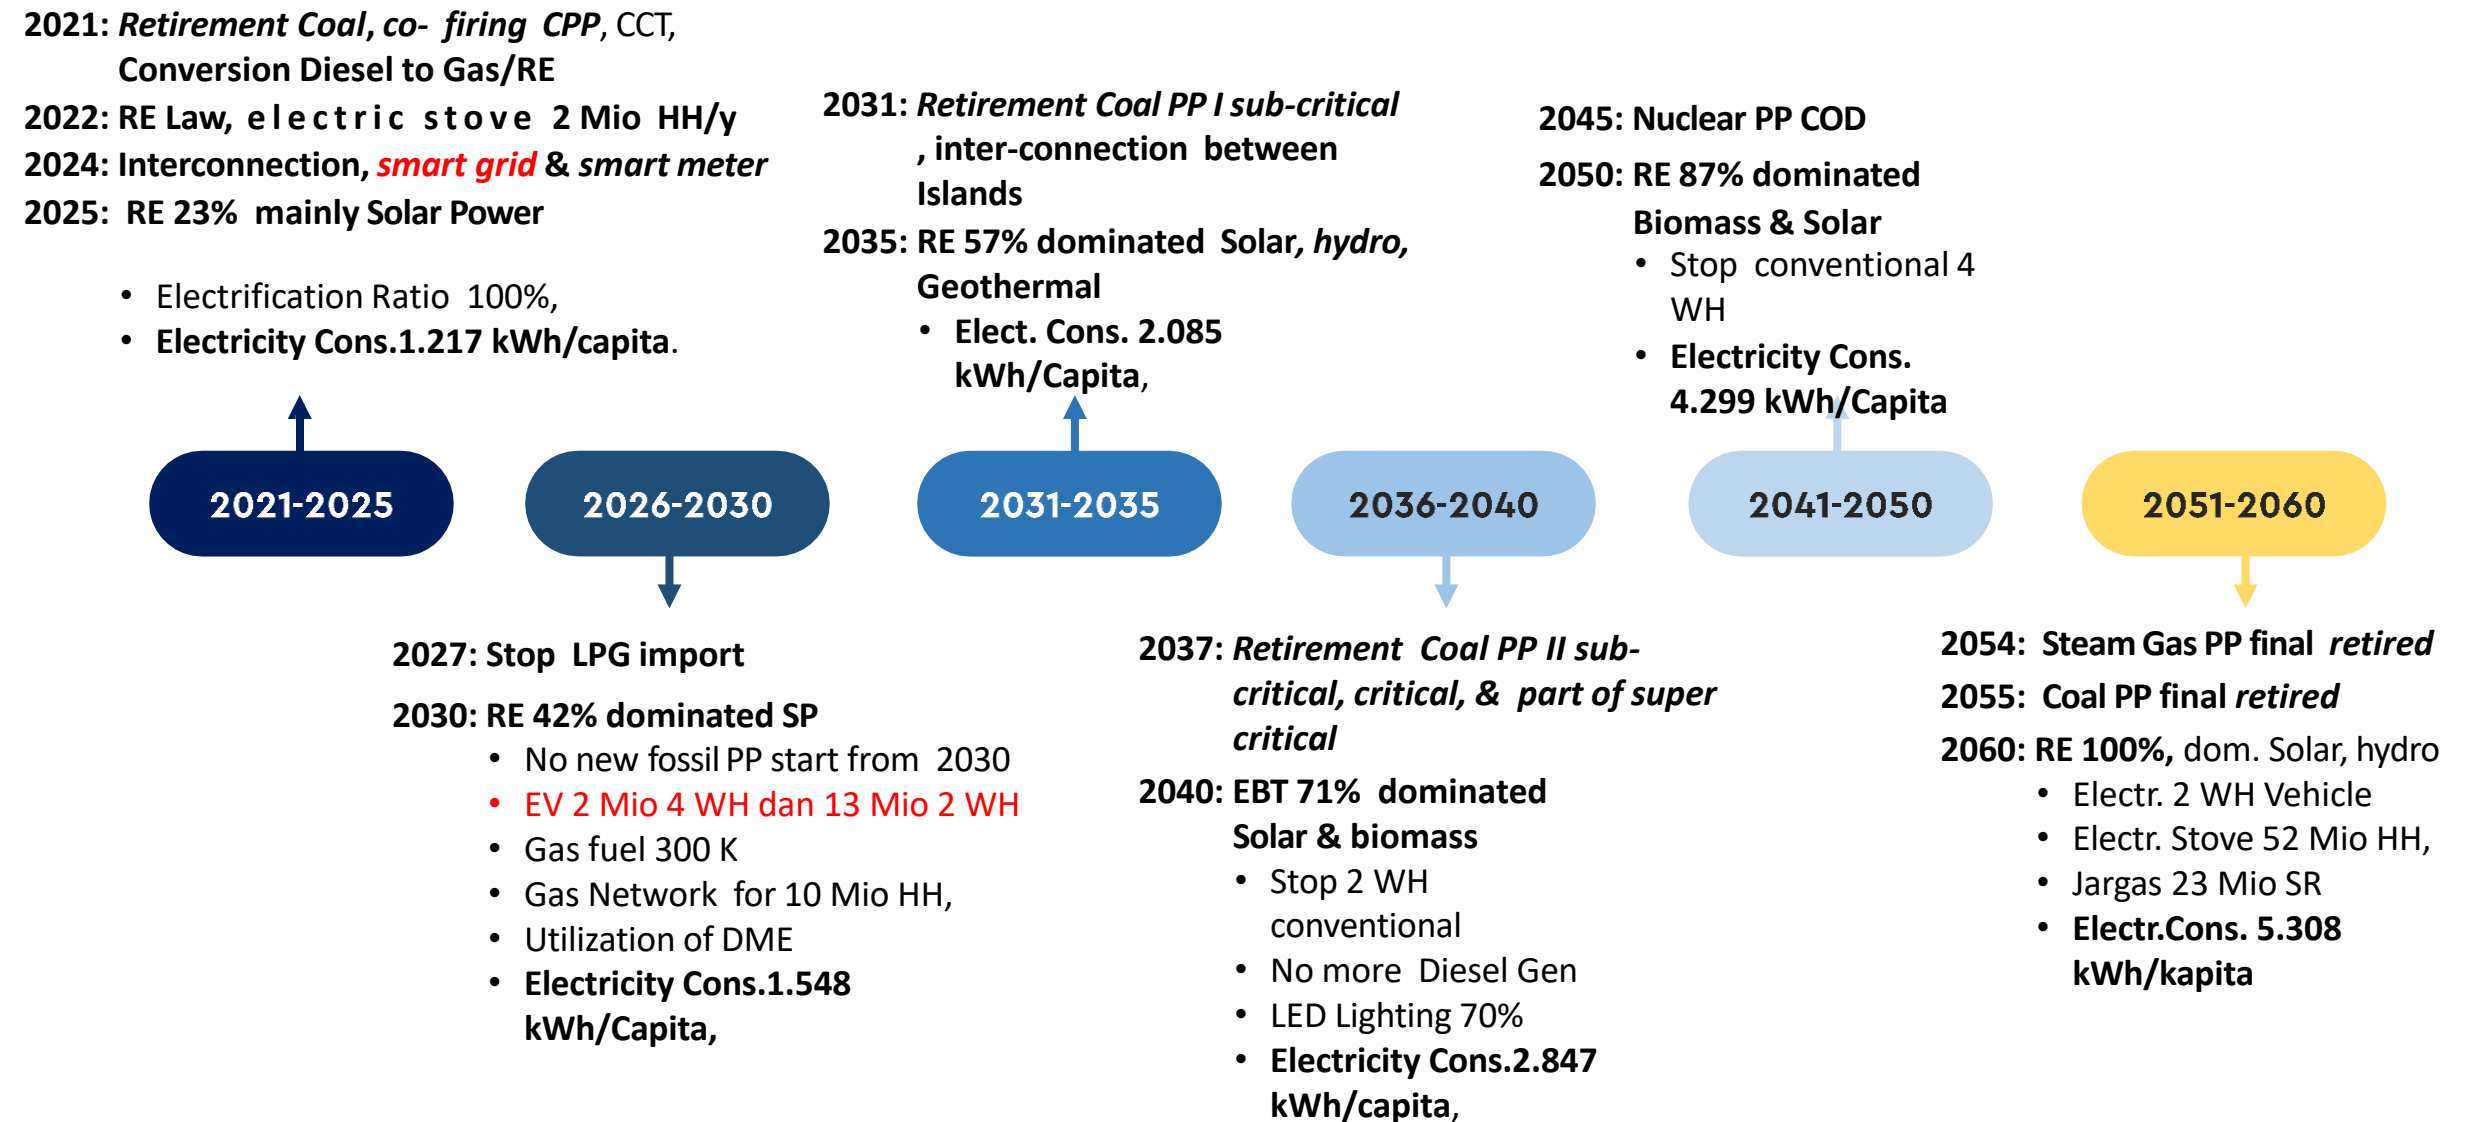 2021: Retirement Coal, co- firing CPP, CCT,
Conversion Diesel to Gas/RE
2022: RE Law, electric stove 2 Mio HH/y
2024: Interconnection, smart grid & smart meter
2025: RE 23% mainly Solar Power
• Electrification Ratio 100%,
• Electricity Cons.1.217 kWh/capita.
2031: Retirement Coal PP I sub-critical
, inter-connection between
Islands
2035: RE 57% dominated Solar, hydro,
Geothermal
• Elect. Cons. 2.085
kWh/Capita,
2045: Nuclear PP COD
2050: RE 87% dominated
Biomass & Solar
• Stop conventional 4
WH
• Electricity Cons.
4.299 kWh/Capita
2021-2025
2026-2030
2031-2035
2036-2040
2041-2050
2051-2060
2027: Stop LPG import
2030: RE 42% dominated SP
• No new fossil PP start from 2030
• EV 2 Mio 4 WH dan 13 Mio 2 WH
• Gas fuel 300 K
• Gas Network for 10 Mio HH,
• Utilization of DME
• Electricity Cons.1.548
kWh/Capita,
2037: Retirement Coal PP II sub-
critical, critical, & part of super
critical
2040: EBT 71% dominated
Solar & biomass
• Stop 2 WH
conventional
• No more Diesel Gen
• LED Lighting 70%
• Electricity Cons.2.847
kWh/capita,
2054: Steam Gas PP final retired
2055: Coal PP final retired
2060: RE 100%, dom. Solar, hydro
• Electr. 2 WH Vehicle
• Electr. Stove 52 Mio HH,
• Jargas 23 Mio SR
• Electr.Cons. 5.308
kWh/kapita